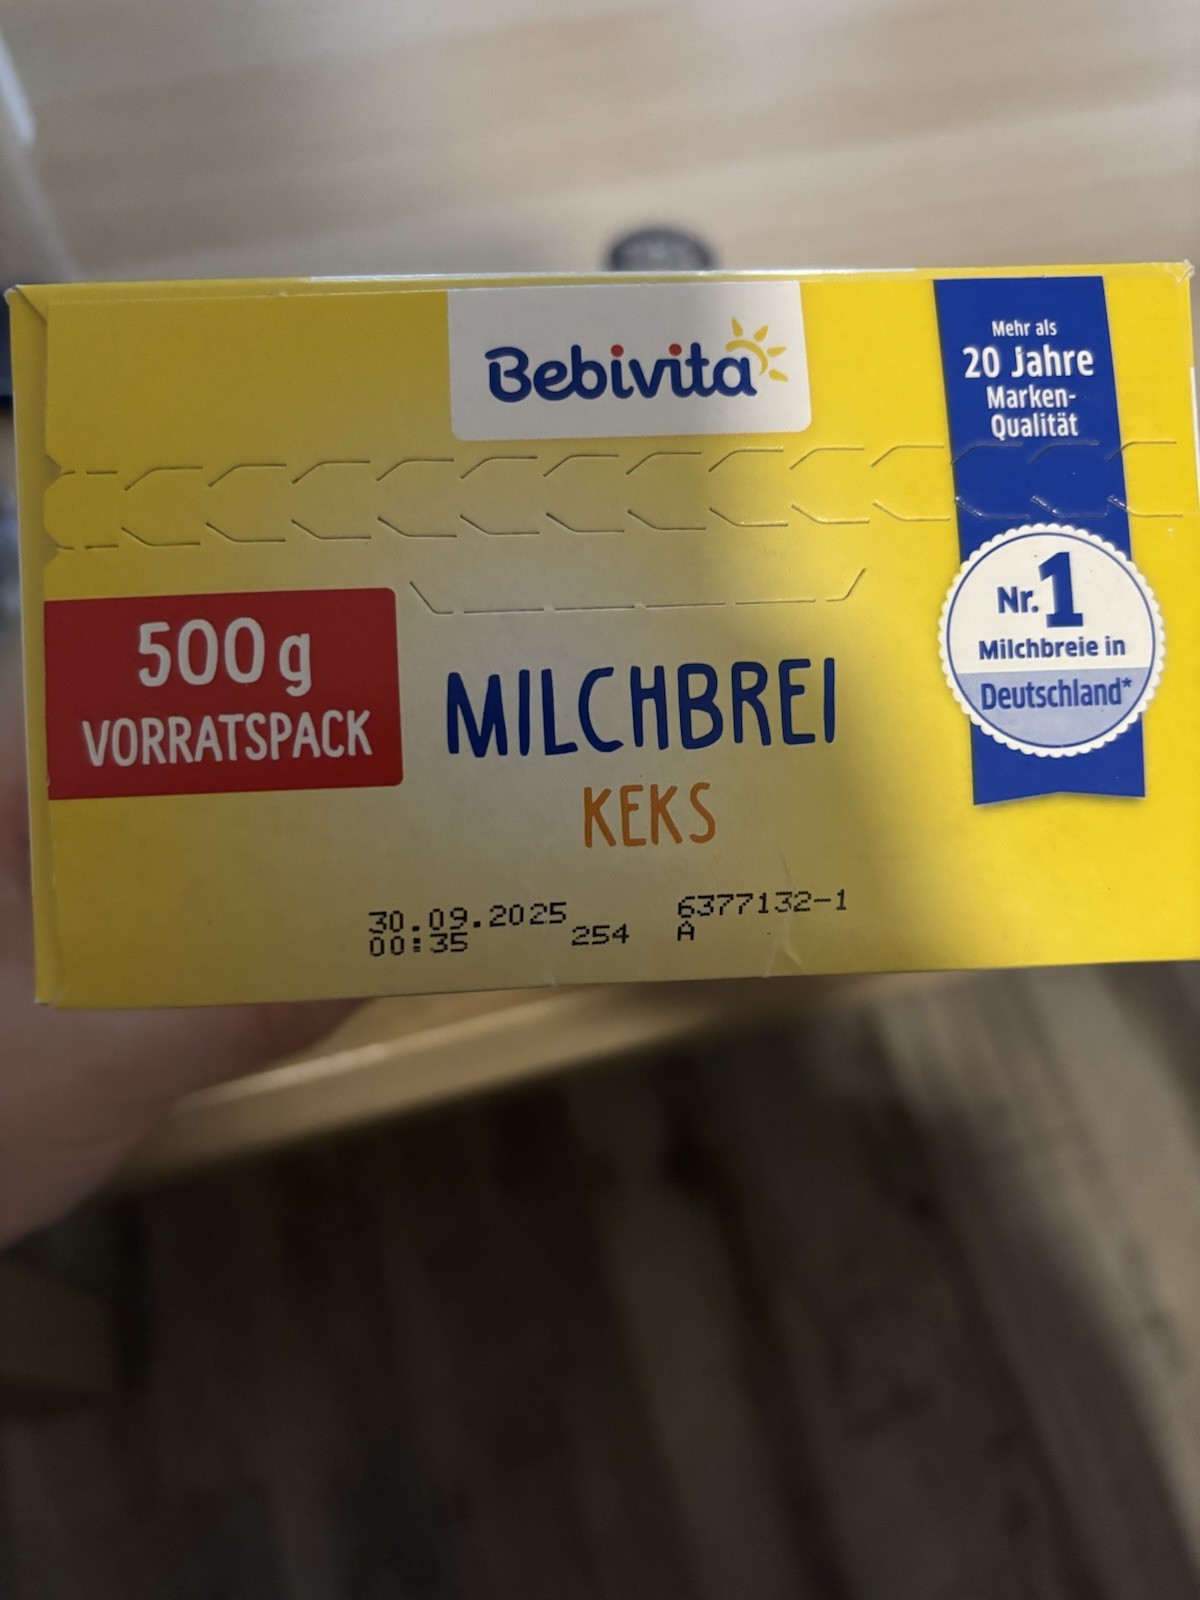 Bebivita
Mehr als
20 Jahre
Marken-
Qualität
Nr. 1
Milchbreie in
Deutschland*
500 g
VORRATSPACK
MILCHBREI
KEKS
30.09.2025 6377132-1
00:35 254 A